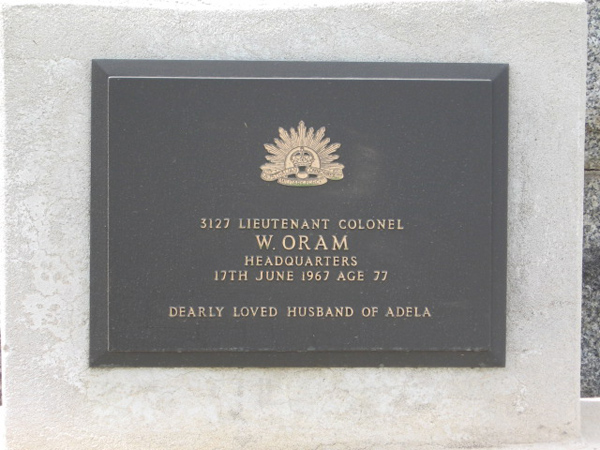 3127 LIEUTENANT COLONEL
W. ORAM
HEADQUARTERS
17TH JUNE 1967 AGE 77
DEARLY LOVED HUSBAND OF ADELA